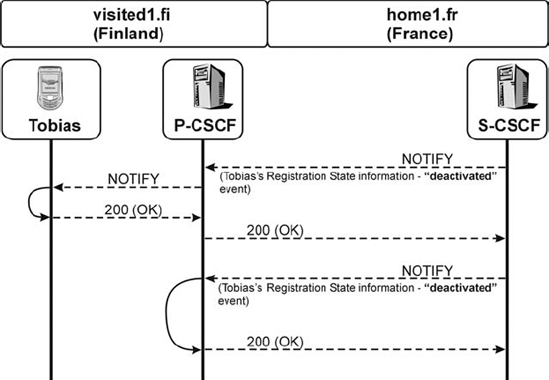 visited1.fi
(Finland)
home1.fr
(France)
Tobias
P-CSCF
S-CSCF
NOTIFY
(Tobias's Registration State information - “deactivated”
event)
NOTIFY
200 (OK)
200 (OK)
NOTIFY
(Tobias's Registration State information - “deactivated”
event)
200 (OK)